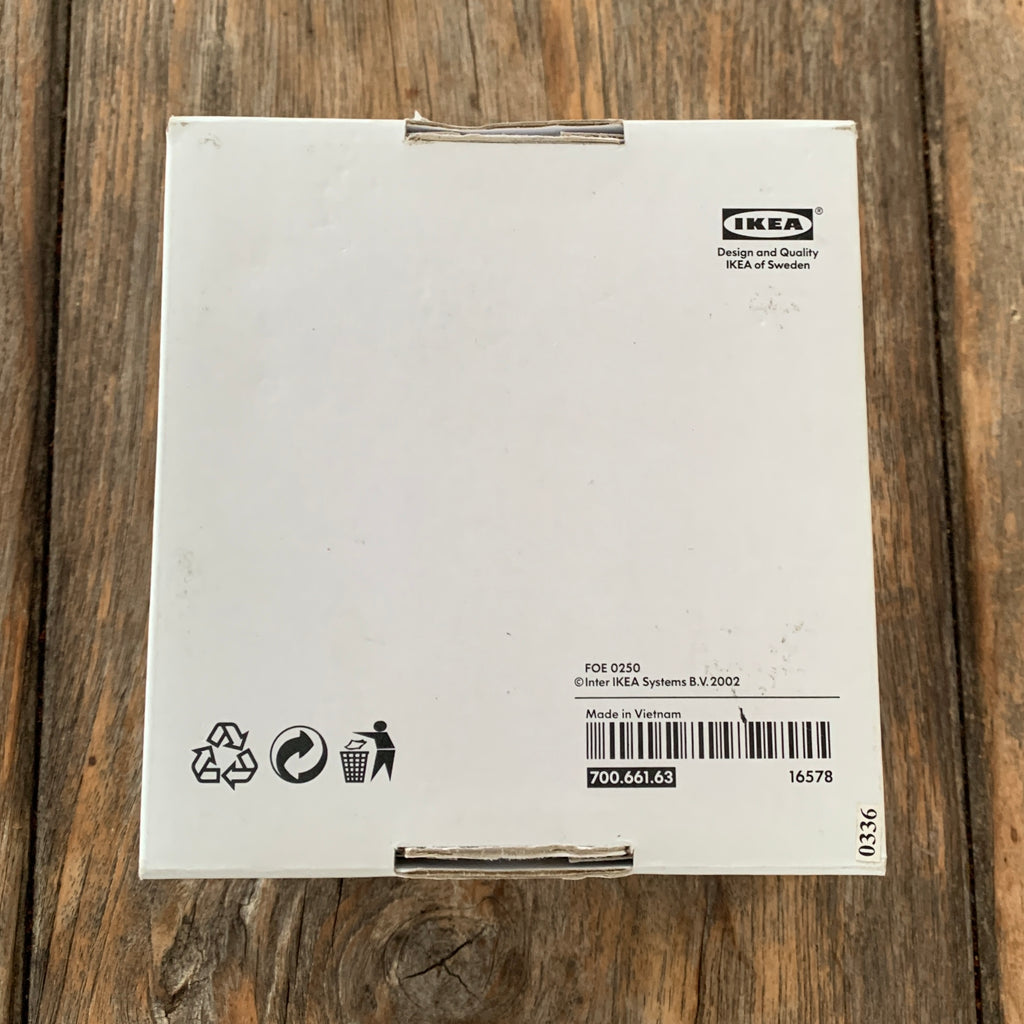 IKEA®
Design and Quality
IKEA of Sweden
FOE 0250
©Inter IKEA Systems B.V. 2002
Made in Vietnam
700.661.63
16578
0336